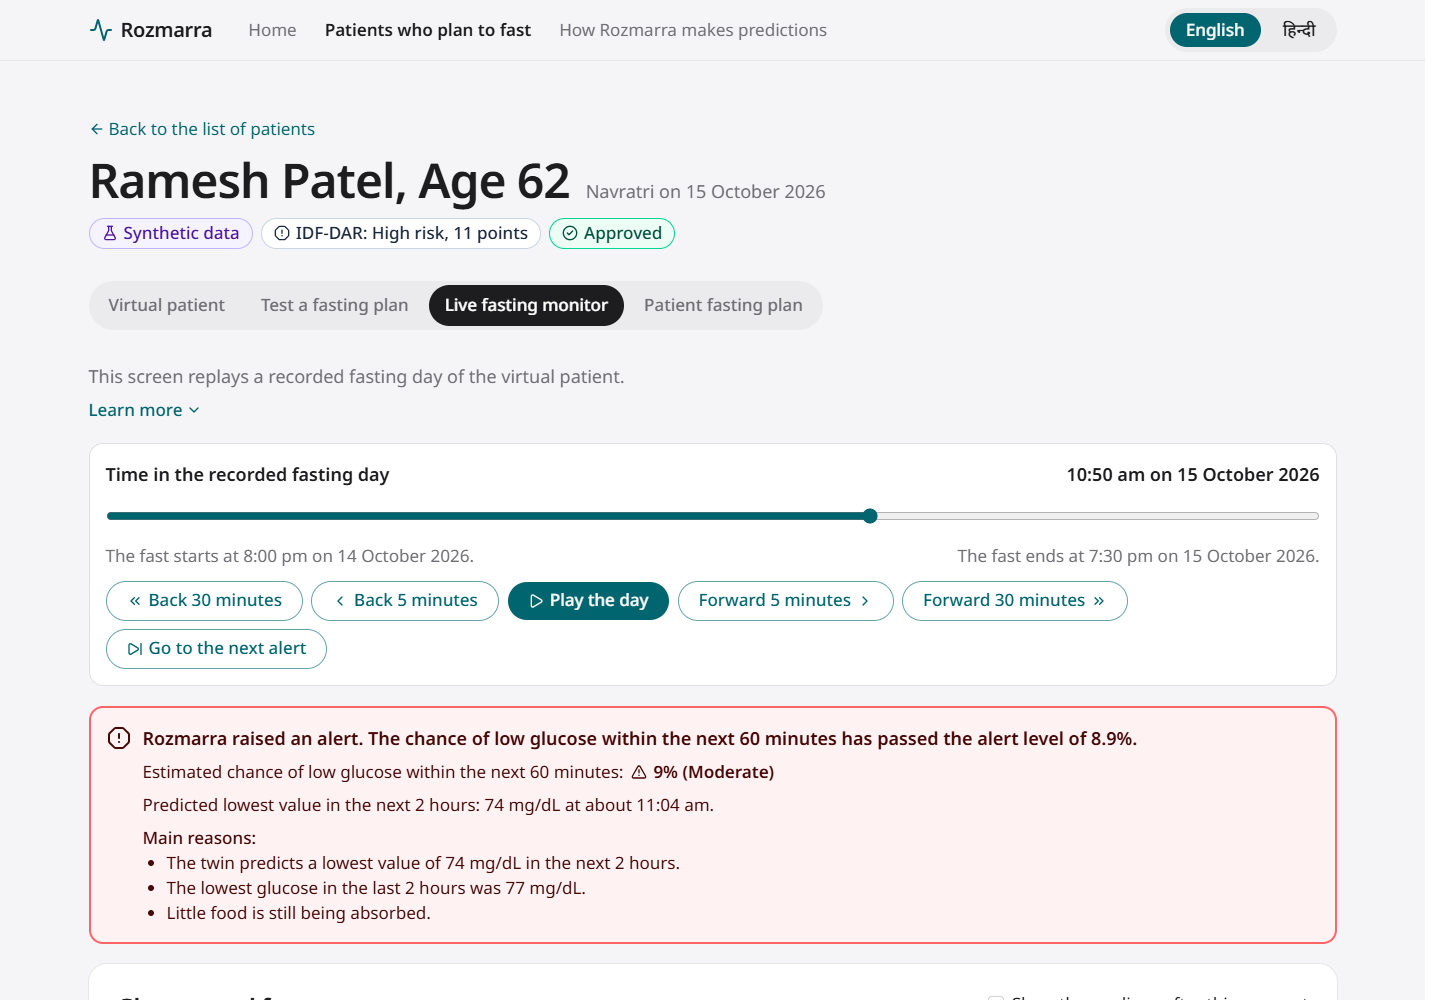 Rozmarra
Home
Patients who plan to fast
How Rozmarra makes predictions
English
हिन्दी
Back to the list of patients
Ramesh Patel, Age 62
Navratri on 15 October 2026
Synthetic data
IDF-DAR: High risk, 11 points
Approved
Virtual patient
Test a fasting plan
Live fasting monitor
Patient fasting plan
This screen replays a recorded fasting day of the virtual patient.
Learn more
Time in the recorded fasting day
10:50 am on 15 October 2026
The fast starts at 8:00 pm on 14 October 2026.
The fast ends at 7:30 pm on 15 October 2026.
Back 30 minutes
Back 5 minutes
Play the day
Forward 5 minutes
Forward 30 minutes
Go to the next alert
Rozmarra raised an alert. The chance of low glucose within the next 60 minutes has passed the alert level of 8.9%.
Estimated chance of low glucose within the next 60 minutes: 9% (Moderate)
Predicted lowest value in the next 2 hours: 74 mg/dL at about 11:04 am.
Main reasons:
• The twin predicts a lowest value of 74 mg/dL in the next 2 hours.
• The lowest glucose in the last 2 hours was 77 mg/dL.
• Little food is still being absorbed.